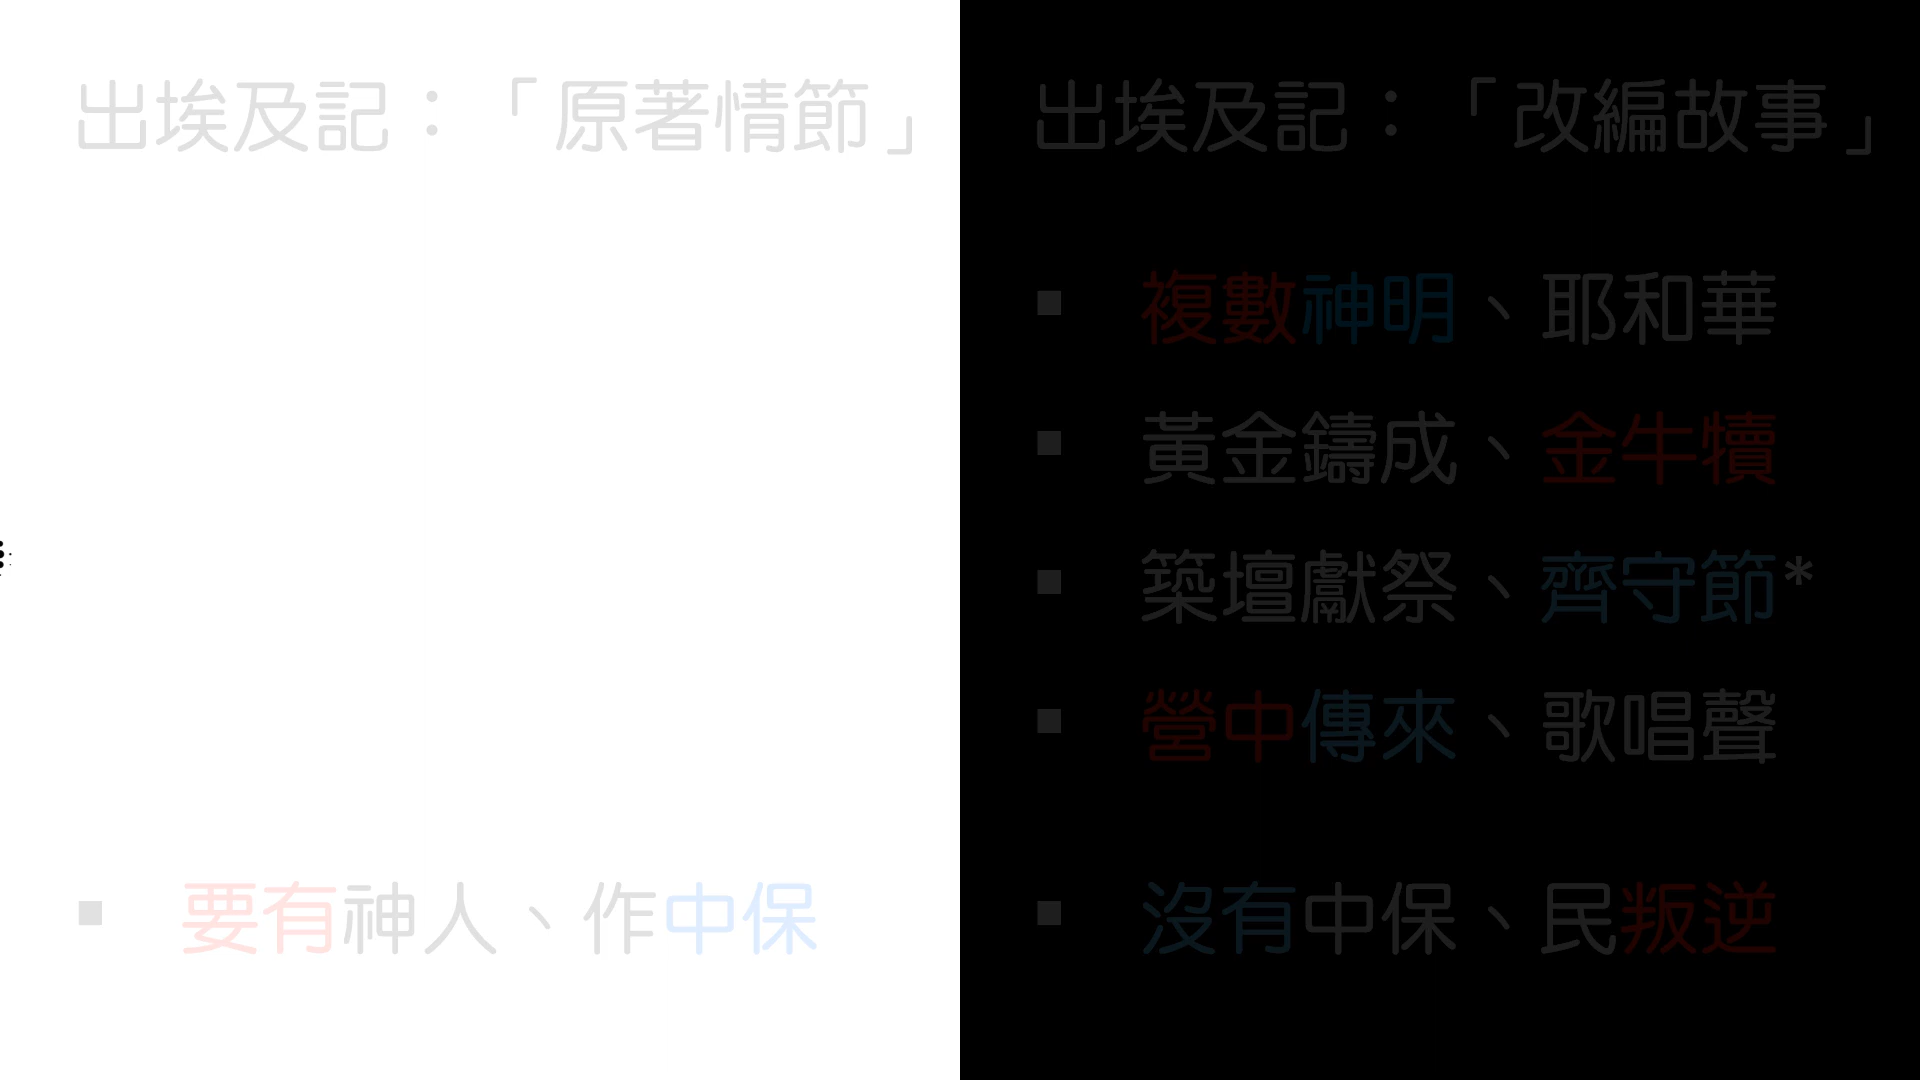 出埃及記：「原著情節」
▪ 要有神人、作中保
出埃及記：「改編故事」
▪ 複數神明、耶和華
▪ 黃金鑄成、金牛犢
▪ 築壇獻祭、齊守節*
▪ 營中傳來、歌唱聲
▪ 沒有中保、民叛逆